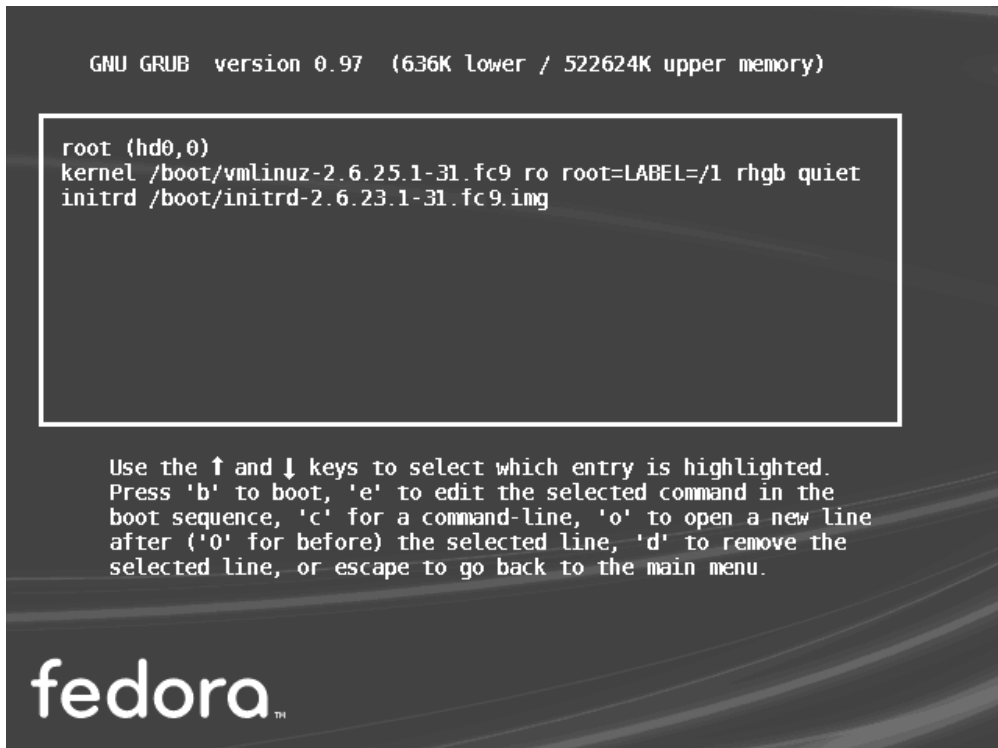 GNU GRUB version 0.97 (636K lower / 522624K upper memory)
root (hd0,0)
kernel /boot/vmlinuz-2.6.25.1-31.fc9 ro root=LABEL=/1 rhgb quiet
initrd /boot/initrd-2.6.23.1-31.fc9.img
Use the ↑ and ↓ keys to select which entry is highlighted.
Press 'b' to boot, 'e' to edit the selected command in the
boot sequence, 'c' for a command-line, 'o' to open a new line
after ('O' for before) the selected line, 'd' to remove the
selected line, or escape to go back to the main menu.
fedora™